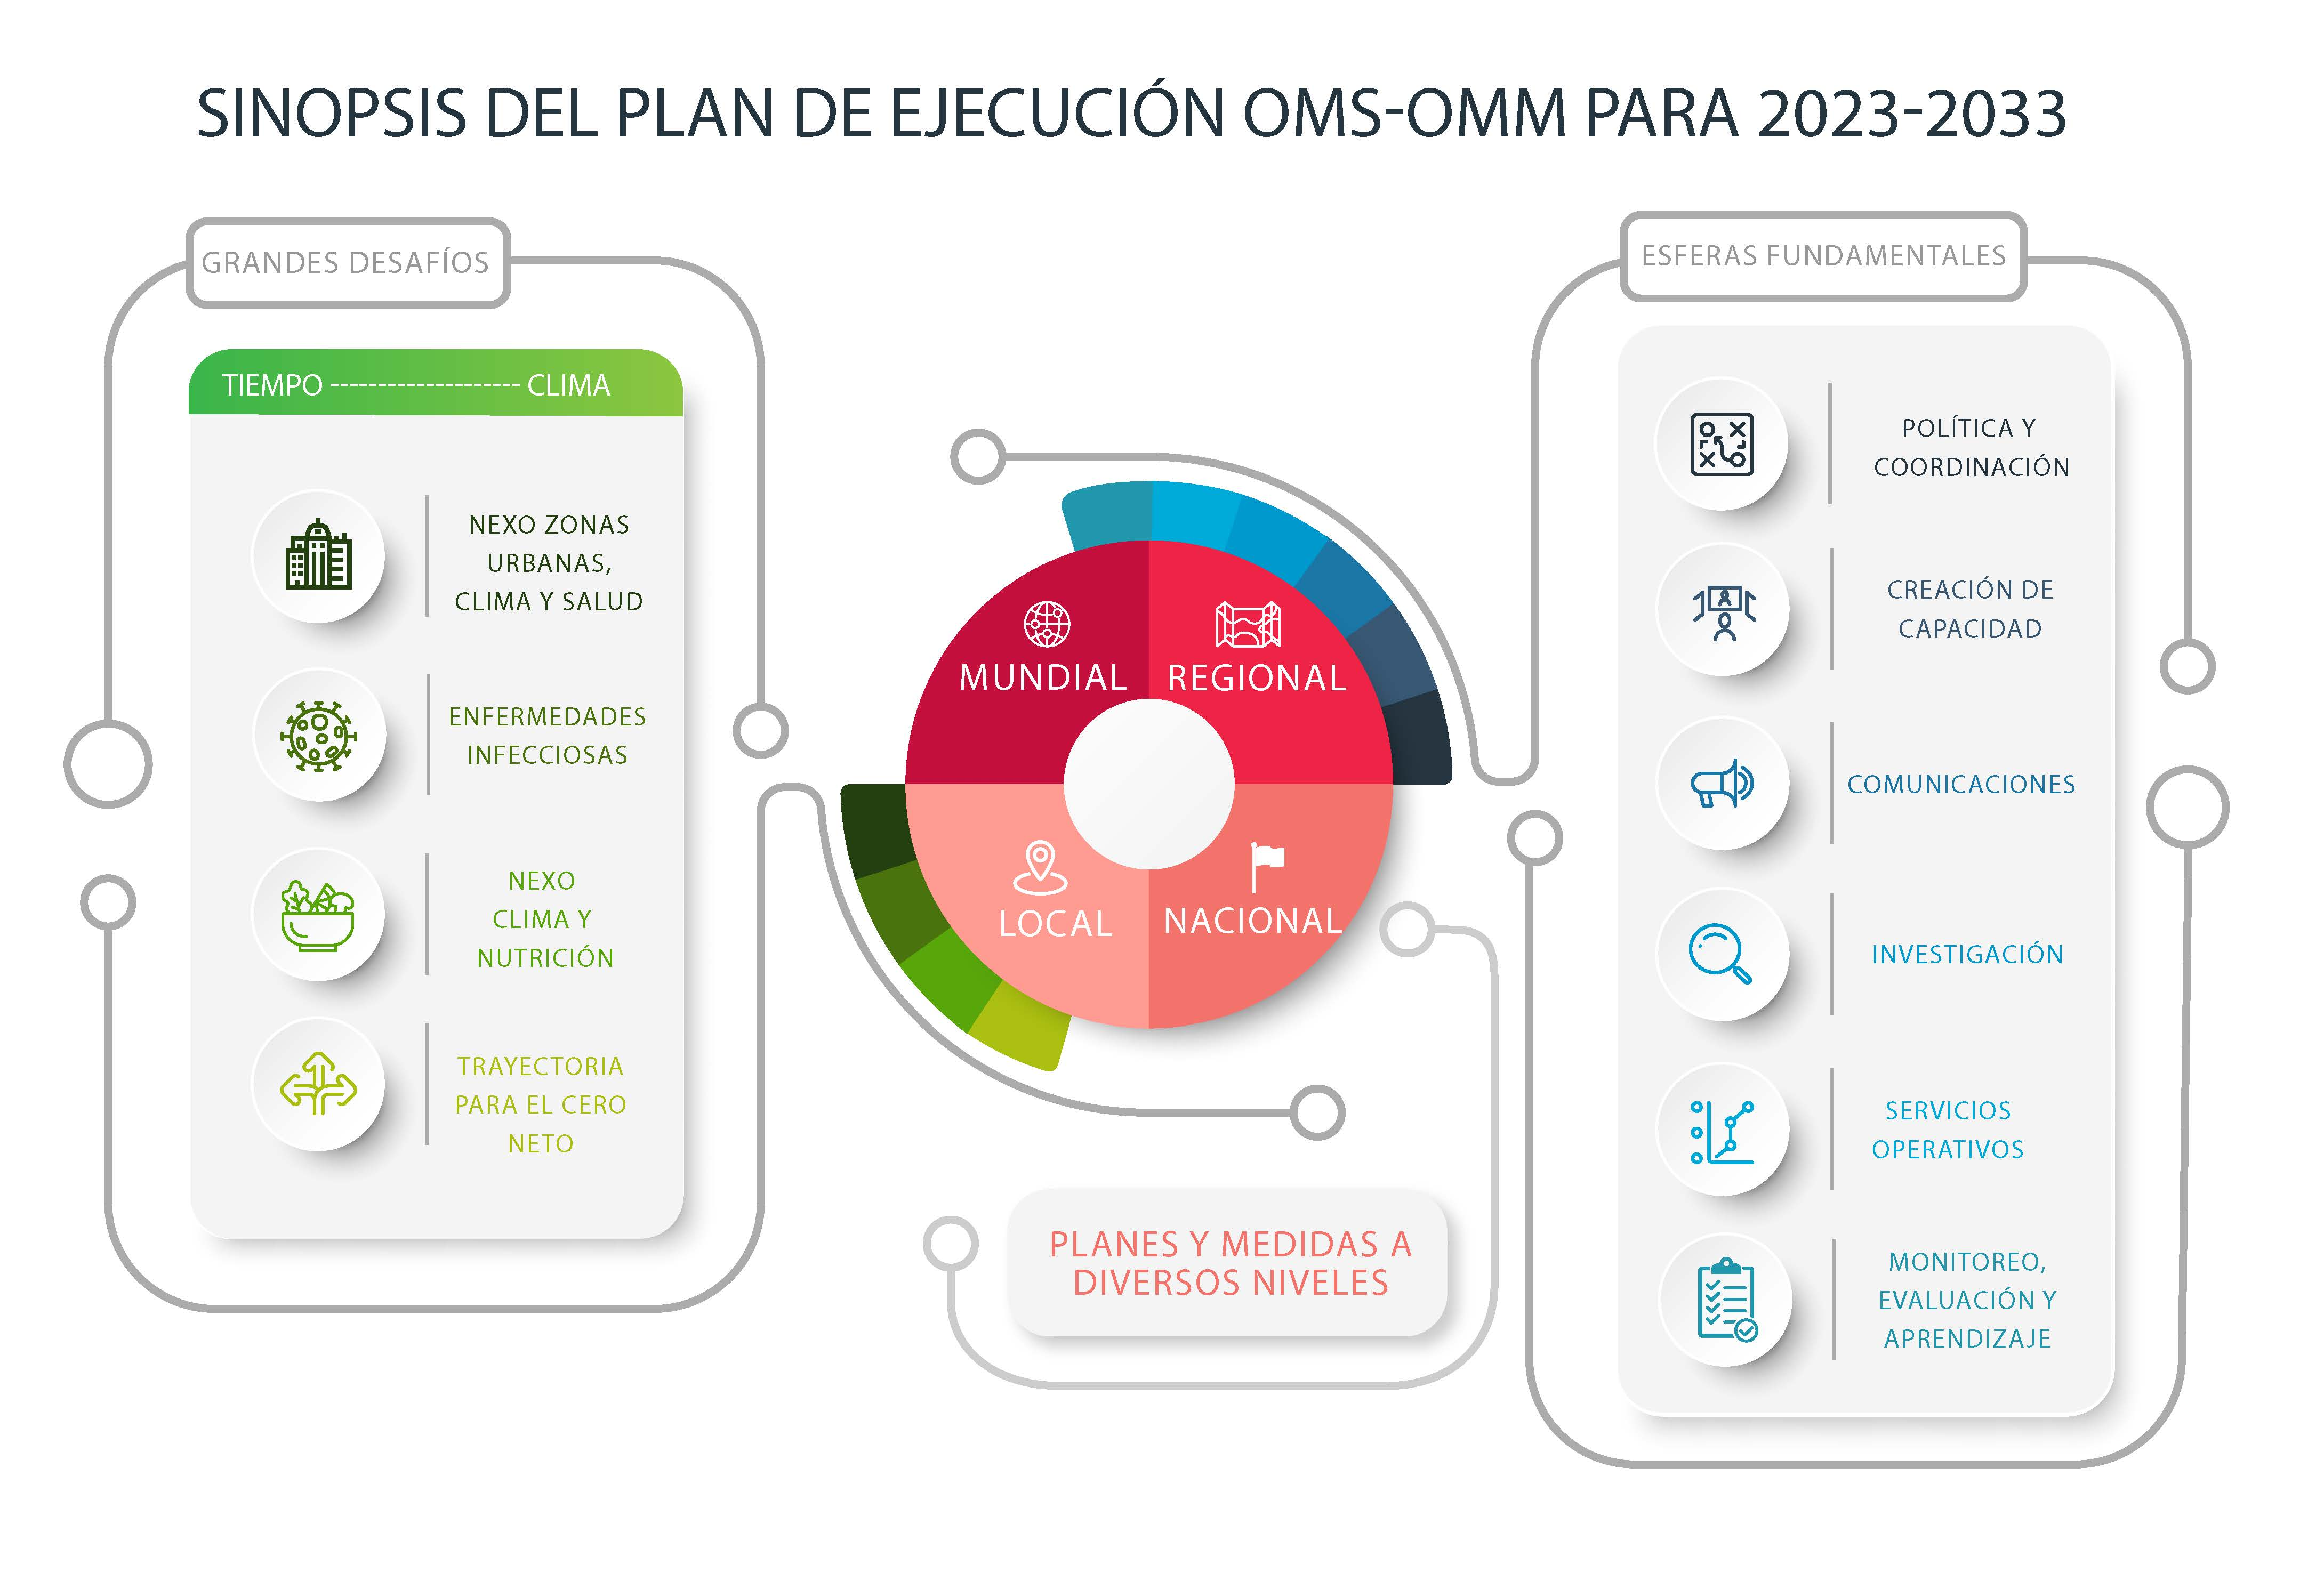 SINOPSIS DEL PLAN DE EJECUCIÓN OMS-OMM PARA 2023-2033
GRANDES DESAFÍOS
TIEMPO -------------------- CLIMA
NEXO ZONAS
URBANAS,
CLIMA Y SALUD
ENFERMEDADES
INFECCIOSAS
NEXO
CLIMA Y
NUTRICIÓN
TRAYECTORIA
PARA EL CERO
NETO
MUNDIAL
REGIONAL
LOCAL
NACIONAL
PLANES Y MEDIDAS A
DIVERSOS NIVELES
ESFERAS FUNDAMENTALES
POLÍTICA Y
COORDINACIÓN
CREACIÓN DE
CAPACIDAD
COMUNICACIONES
INVESTIGACIÓN
SERVICIOS
OPERATIVOS
MONITOREO,
EVALUACIÓN Y
APRENDIZAJE